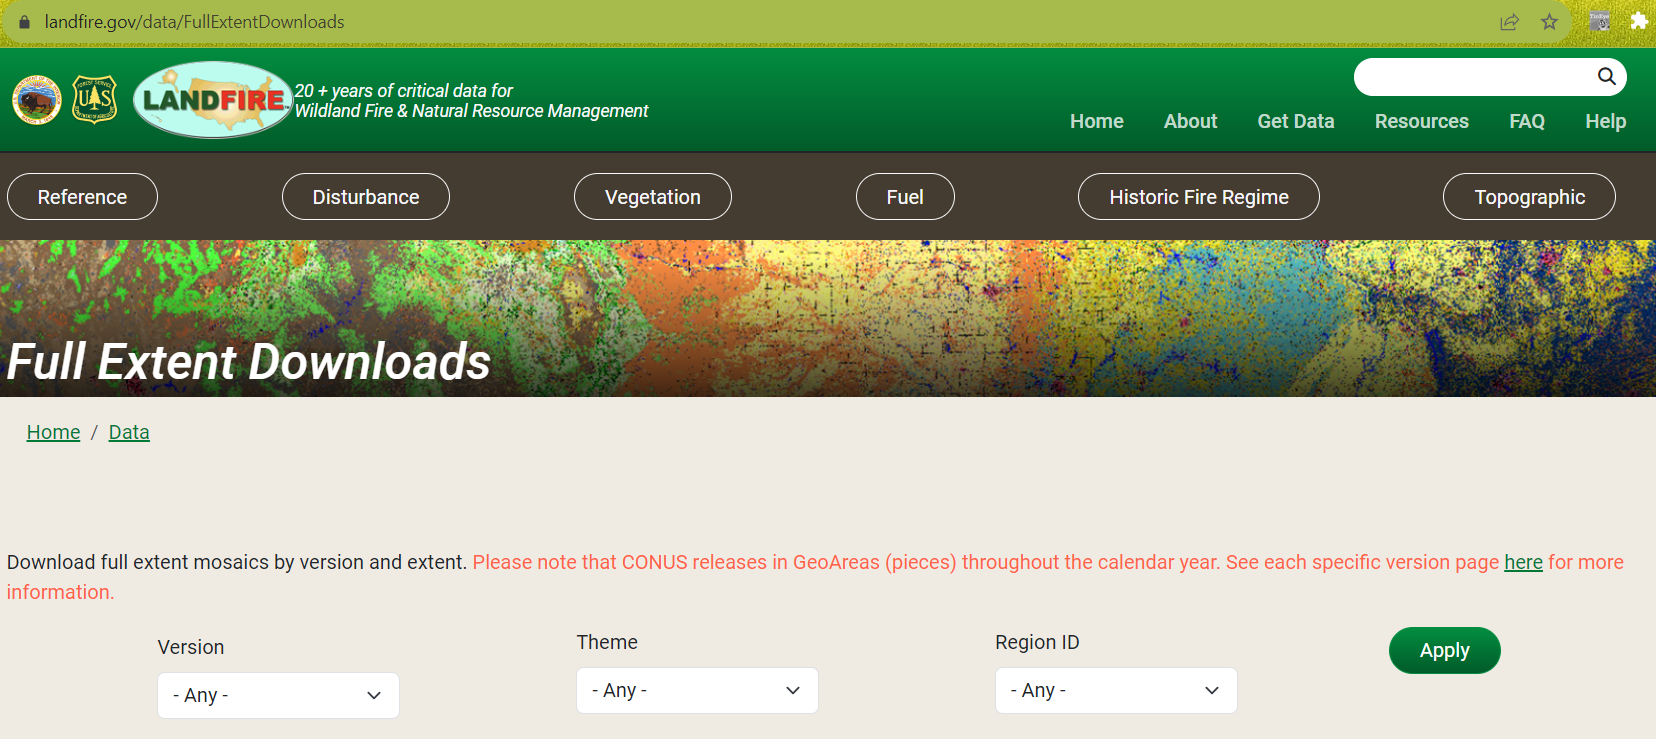 landfire.gov/data/FullExtentDownloads
LANDFIRE
20 + years of critical data for
Wildland Fire & Natural Resource Management
Home About Get Data Resources FAQ Help
Reference Disturbance Vegetation Fuel Historic Fire Regime Topographic
Full Extent Downloads
Home / Data
Download full extent mosaics by version and extent. Please note that CONUS releases in GeoAreas (pieces) throughout the calendar year. See each specific version page here for more
information.
Version Theme Region ID
Apply
- Any - - Any - - Any -